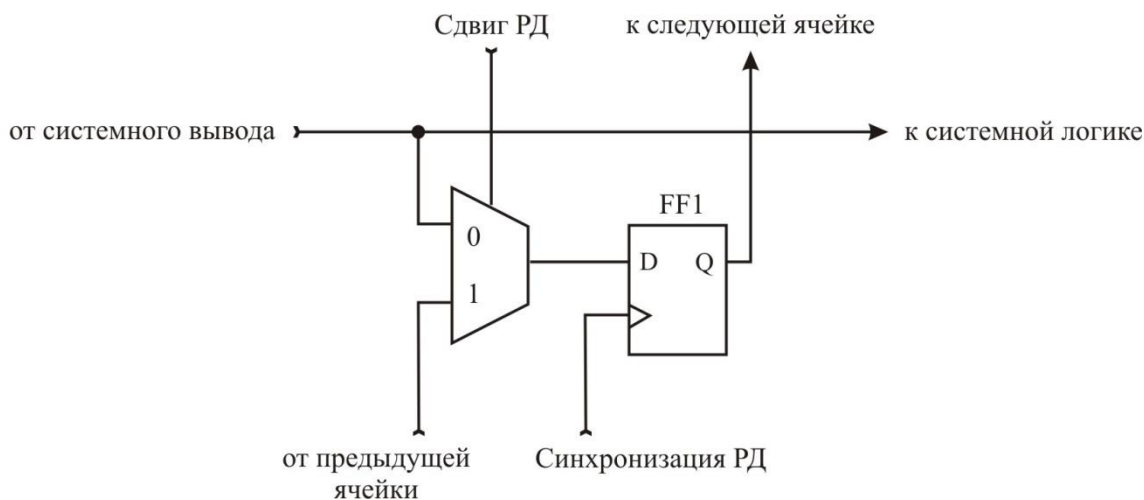 Сдвиг РД
к следующей ячейке
от системного вывода
к системной логике
FF1
0
D
Q
1
от предыдущей
ячейки
Синхронизация РД